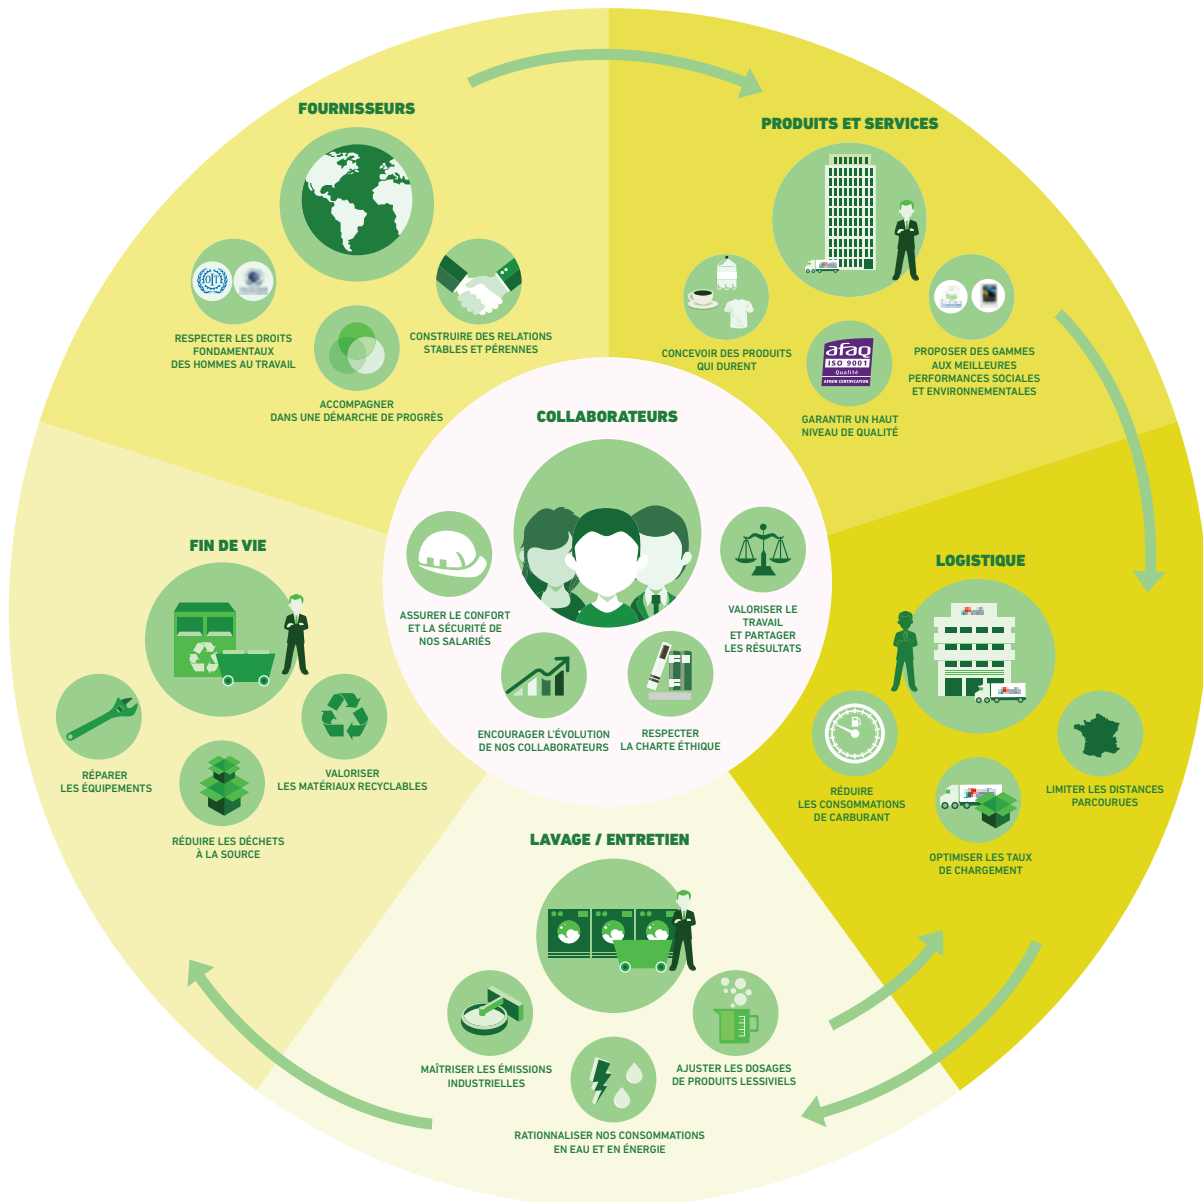 FOURNISSEURS
RESPECTER LES DROITS
FONDAMENTAUX
DES HOMMES AU TRAVAIL
ACCOMPAGNER
DANS UNE DÉMARCHE DE PROGRÈS
CONSTRUIRE DES RELATIONS
STABLES ET PÉRENNES
PRODUITS ET SERVICES
CONCEVOIR DES PRODUITS
QUI DURENT
afaq
ISO 9001
Qualité
AFNOR CERTIFICATION
GARANTIR UN HAUT
NIVEAU DE QUALITÉ
PROPOSER DES GAMMES
AUX MEILLEURES
PERFORMANCES SOCIALES
ET ENVIRONNEMENTALES
COLLABORATEURS
ASSURER LE CONFORT
ET LA SÉCURITÉ DE
NOS SALARIÉS
ENCOURAGER L'ÉVOLUTION
DE NOS COLLABORATEURS
RESPECTER
LA CHARTE ÉTHIQUE
VALORISER LE
TRAVAIL
ET PARTAGER
LES RÉSULTATS
FIN DE VIE
RÉPARER
LES ÉQUIPEMENTS
RÉDUIRE LES DÉCHETS
À LA SOURCE
VALORISER
LES MATÉRIAUX RECYCLABLES
LOGISTIQUE
RÉDUIRE
LES CONSOMMATIONS
DE CARBURANT
OPTIMISER LES TAUX
DE CHARGEMENT
LIMITER LES DISTANCES
PARCOURUES
LAVAGE / ENTRETIEN
MAÎTRISER LES ÉMISSIONS
INDUSTRIELLES
RATIONNALISER NOS CONSOMMATIONS
EN EAU ET EN ÉNERGIE
AJUSTER LES DOSAGES
DE PRODUITS LESSIVIELS